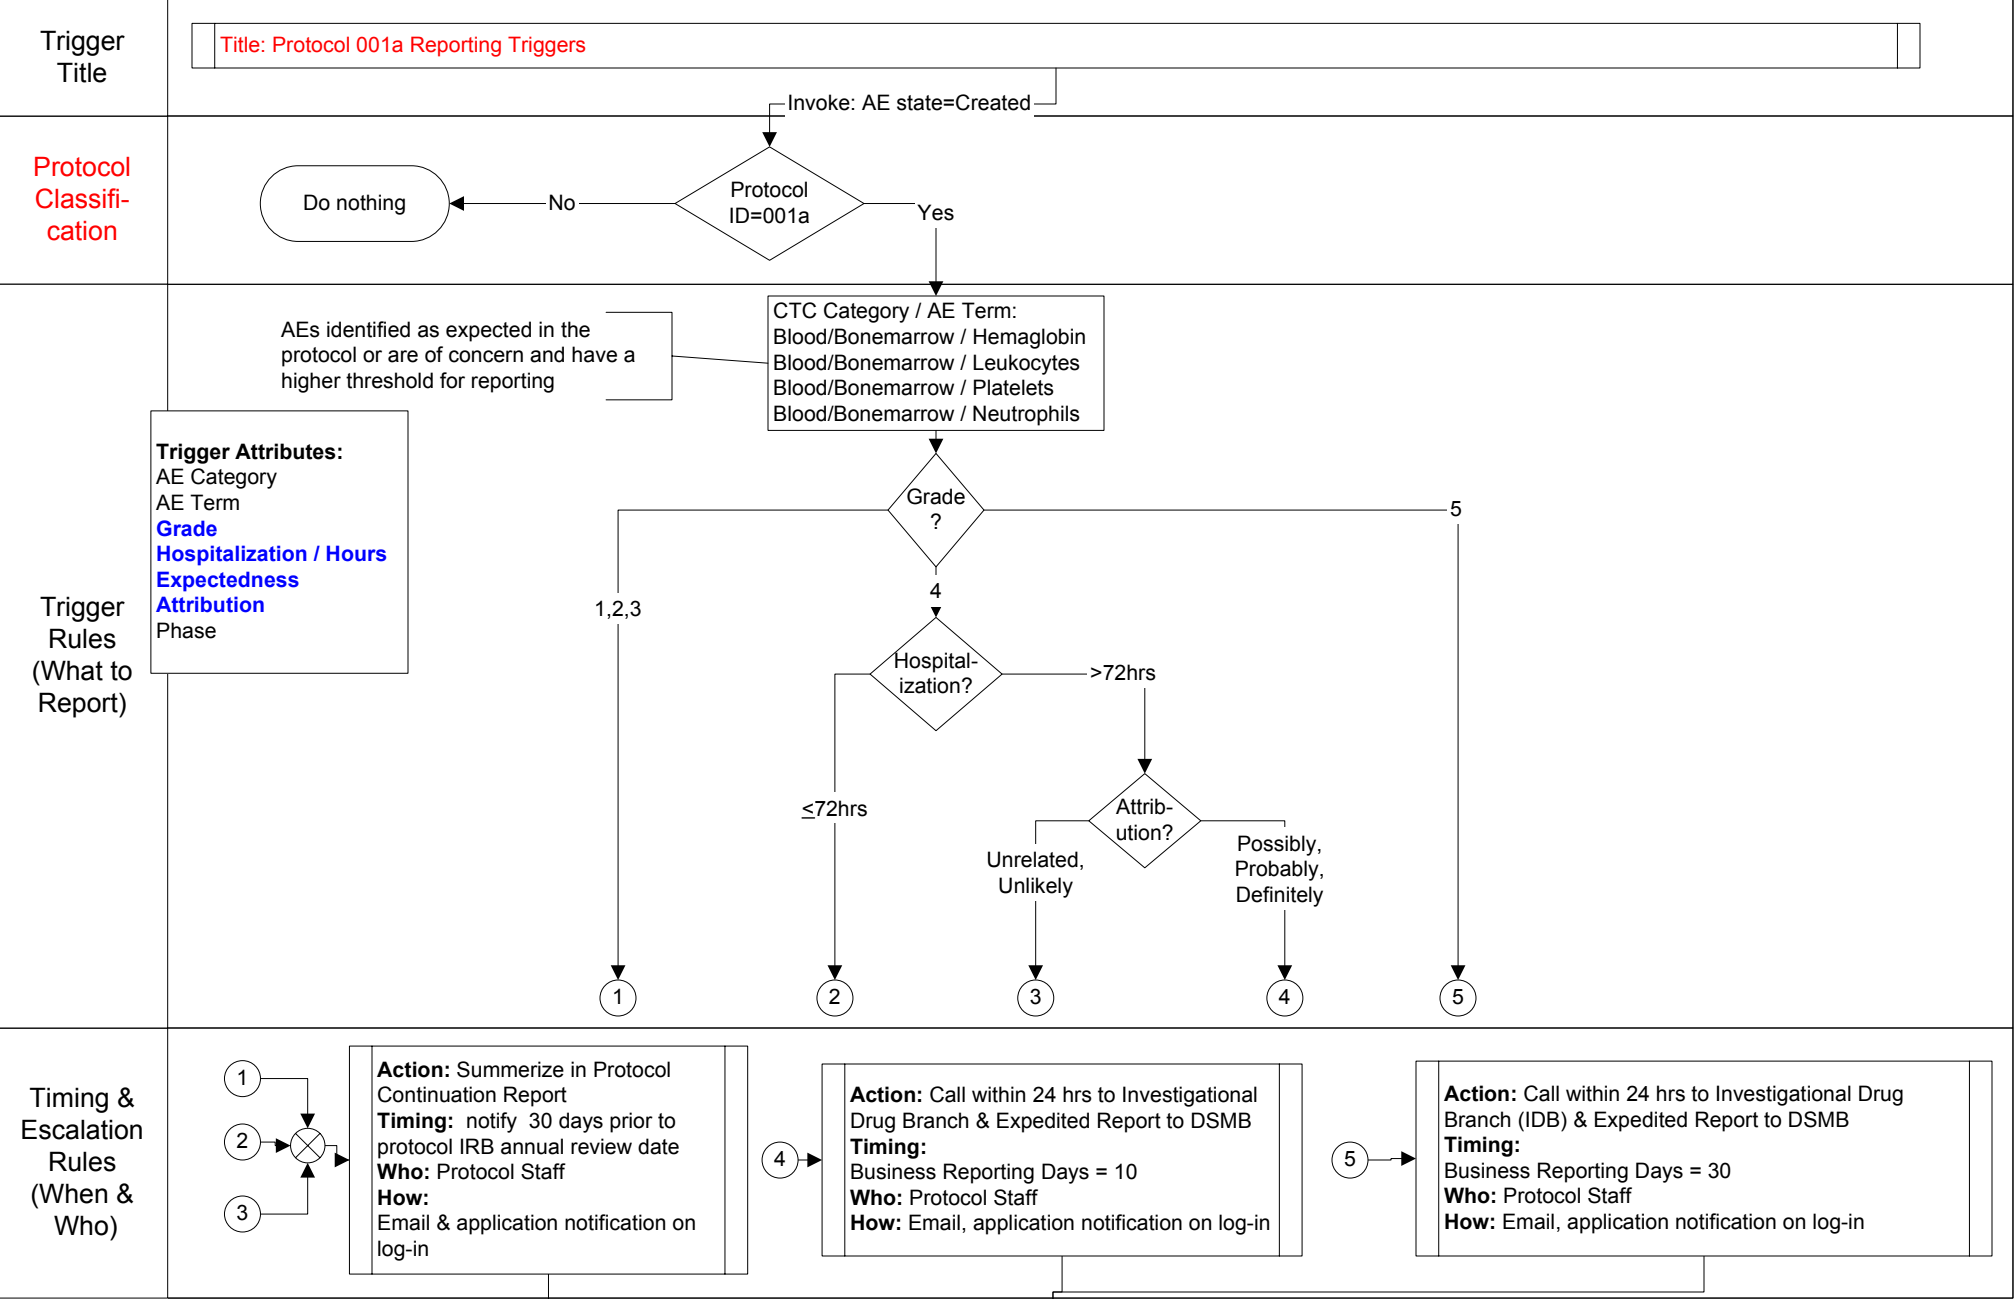 Trigger
Title
Title: Protocol 001a Reporting Triggers
Invoke: AE state=Created
Protocol
Classifi-
cation
Do nothing
No
Protocol
ID=001a
Yes
AEs identified as expected in the
protocol or are of concern and have a
higher threshold for reporting
CTC Category / AE Term:
Blood/Bonemarrow / Hemaglobin
Blood/Bonemarrow / Leukocytes
Blood/Bonemarrow / Platelets
Blood/Bonemarrow / Neutrophils
Trigger Attributes:
AE Category
AE Term
Grade
Hospitalization / Hours
Expectedness
Attribution
Phase
Trigger
Rules
(What to
Report)
Grade
?
5
4
1,2,3
Hospital-
ization?
>72hrs
≤72hrs
Attrib-
ution?
Unrelated,
Unlikely
Possibly,
Probably,
Definitely
1
2
3
4
5
Timing &
Escalation
Rules
(When &
Who)
1
2
3
Action: Summerize in Protocol
Continuation Report
Timing: notify 30 days prior to
protocol IRB annual review date
Who: Protocol Staff
How:
Email & application notification on
log-in
4
Action: Call within 24 hrs to Investigational
Drug Branch & Expedited Report to DSMB
Timing:
Business Reporting Days = 10
Who: Protocol Staff
How: Email, application notification on log-in
5
Action: Call within 24 hrs to Investigational Drug
Branch (IDB) & Expedited Report to DSMB
Timing:
Business Reporting Days = 30
Who: Protocol Staff
How: Email, application notification on log-in